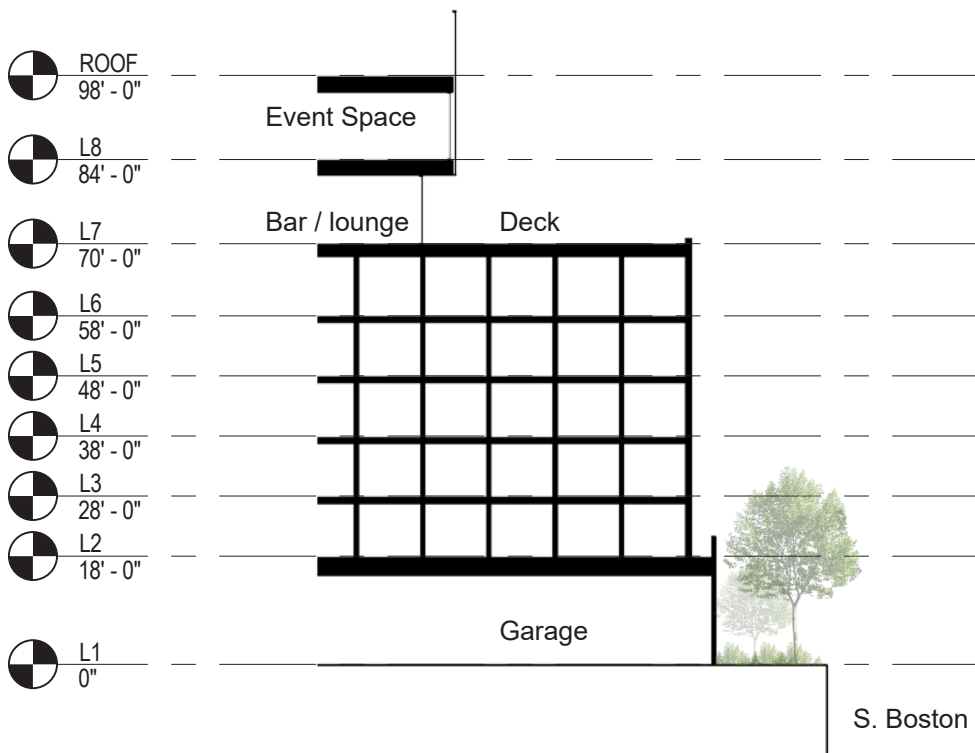 ROOF
98' - 0"
Event Space
L8
84' - 0"
Bar / lounge
Deck
L7
70' - 0"
L6
58' - 0"
L5
48' - 0"
L4
38' - 0"
L3
28' - 0"
L2
18' - 0"
Garage
L1
0"
S. Boston